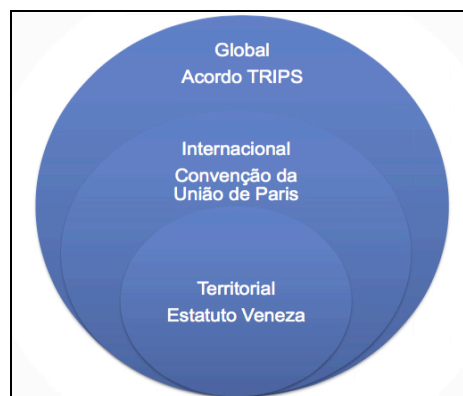 Global
Acordo TRIPS
Internacional
Convenção da
União de Paris
Territorial
Estatuto Veneza